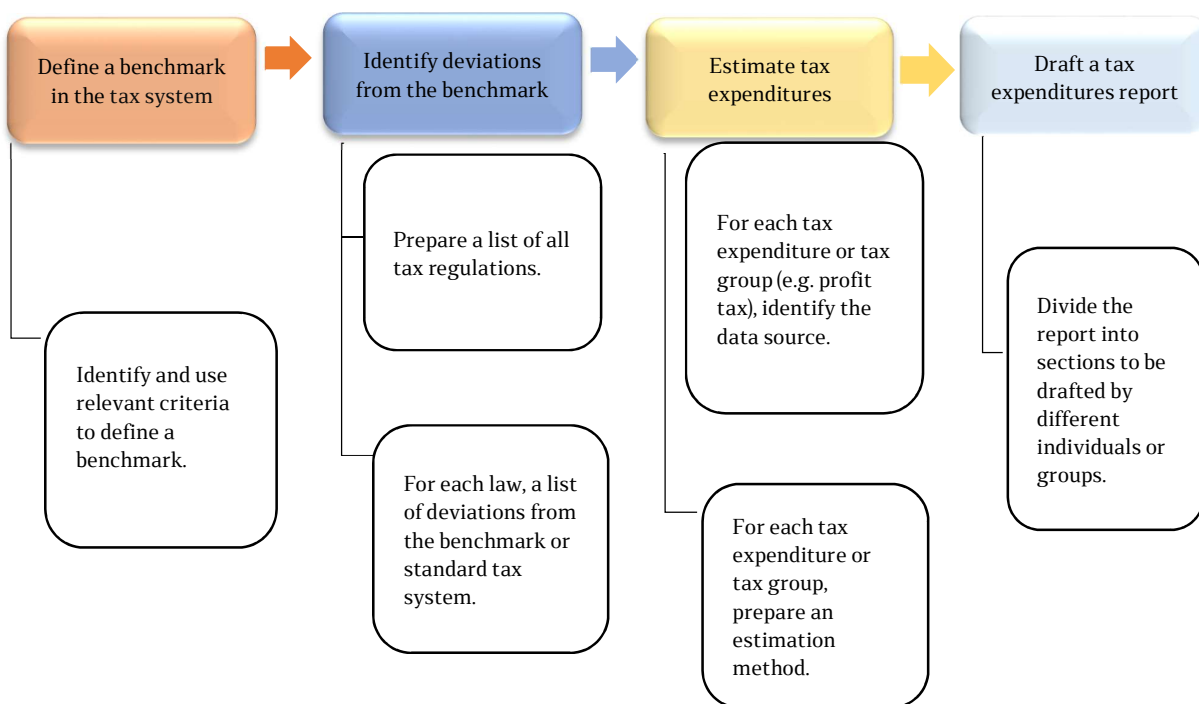 Define a benchmark
in the tax system
Identify deviations
from the benchmark
Estimate tax
expenditures
Draft a tax
expenditures report
Identify and use
relevant criteria
to define a
benchmark.
Prepare a list of all
tax regulations.
For each law, a list
of deviations from
the benchmark or
standard tax
system.
For each tax
expenditure or tax
group (e.g. profit
tax), identify the
data source.
For each tax
expenditure or
tax group,
prepare an
estimation
method.
Divide the
report into
sections to be
drafted by
different
individuals or
groups.